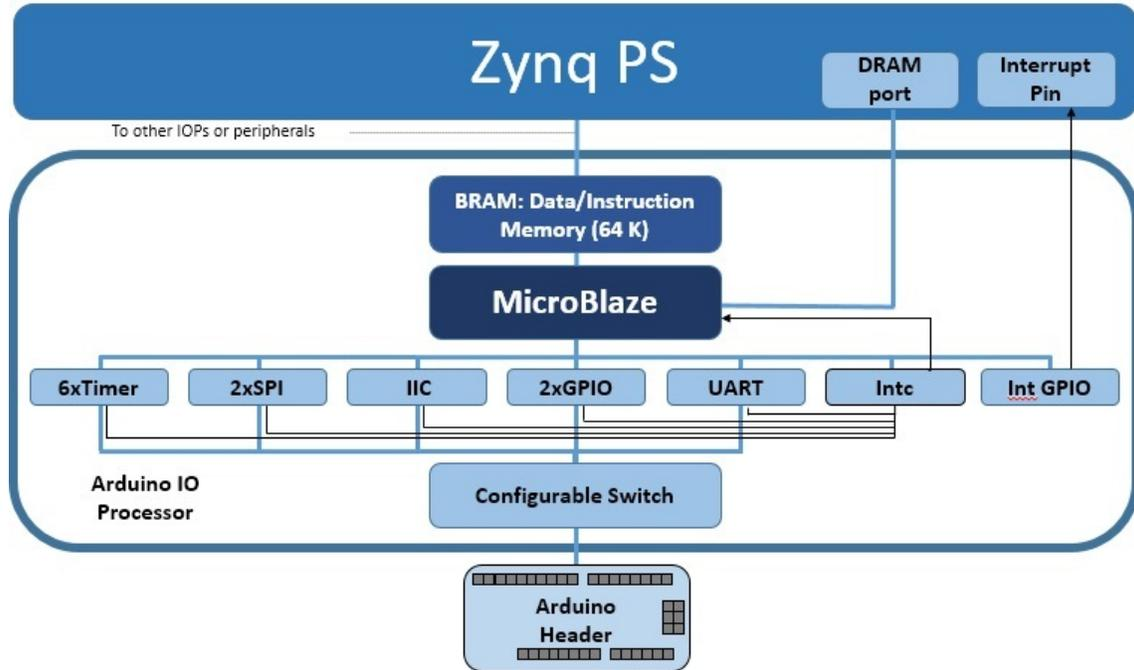 Zynq PS
DRAM
port
Interrupt
Pin
To other IOPs or peripherals
BRAM: Data/Instruction
Memory (64 K)
MicroBlaze
6xTimer
2xSPI
IIC
2xGPIO
UART
Intc
Int GPIO
Arduino IO
Processor
Configurable Switch
Arduino
Header